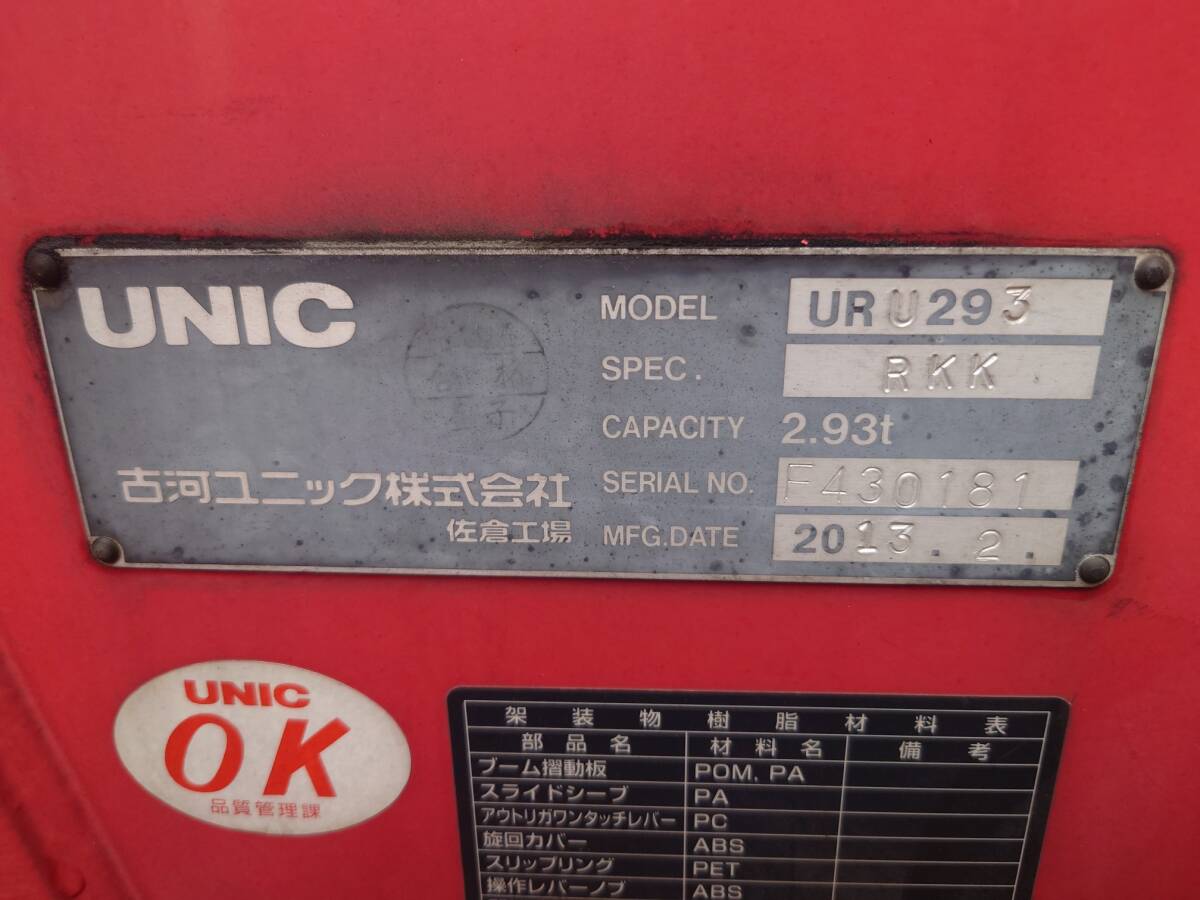 UNIC
MODEL URU293
SPEC. RKK
CAPACITY 2.93t
古河ユニック株式会社
SERIAL NO. F430181
佐倉工場
MFG.DATE 2013.2.
UNIC
OK
品質管理課
架装物樹脂材料表
部品名 材料名 備考
ブーム摺動板 POM, PA
スライドシーブ PA
アウトリガワンタッチレバー PC
旋回カバー ABS
スリップリング PET
操作レバーノブ ABS